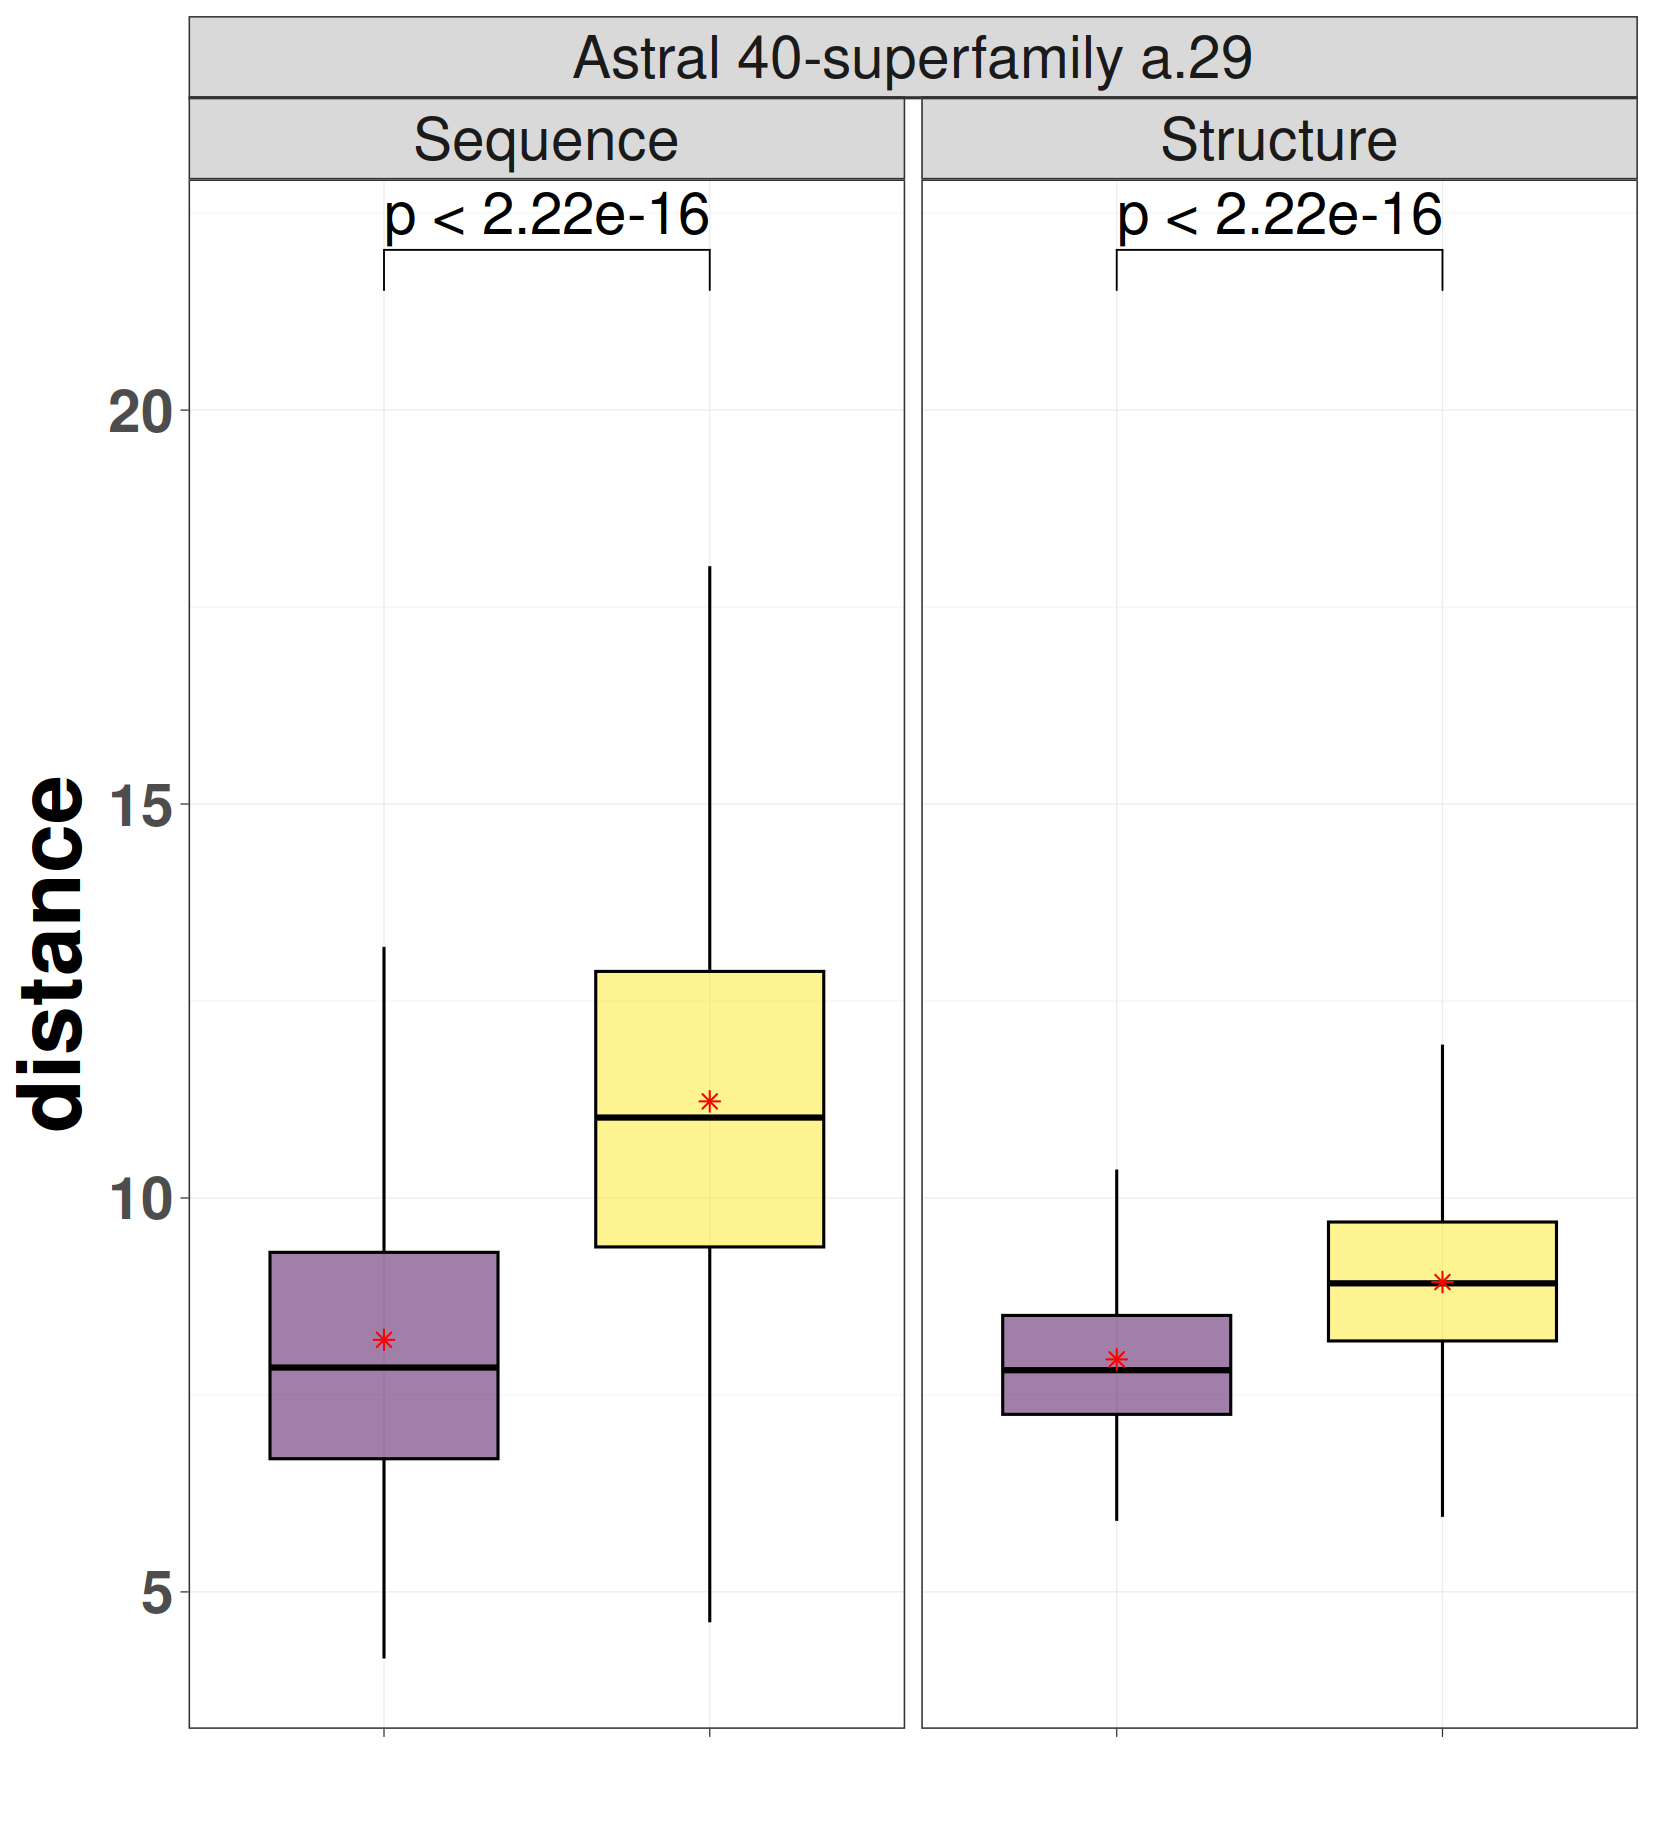 Astral 40-superfamily a.29
Sequence
Structure
p < 2.22e-16
p < 2.22e-16
20
15
10
5
distance